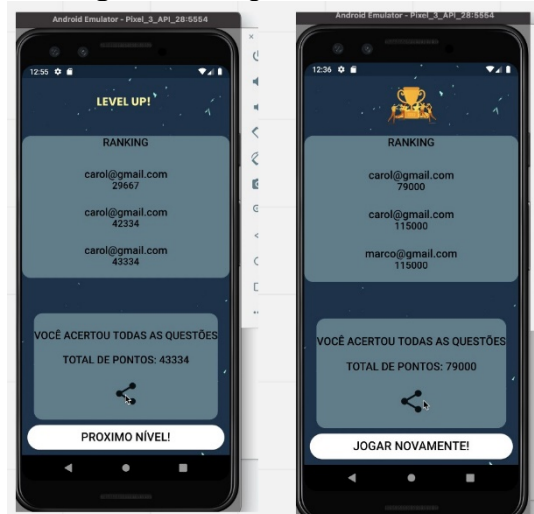 Android Emulator - Pixel_3_API_28:5554
12:55
LEVEL UP!
RANKING
carol@gmail.com
29667
carol@gmail.com
42334
carol@gmail.com
43334
VOCÊ ACERTOU TODAS AS QUESTÕES
TOTAL DE PONTOS: 43334
PROXIMO NÍVEL!
Android Emulator - Pixel_3_API_28:5554
12:36
RANKING
carol@gmail.com
79000
carol@gmail.com
115000
marco@gmail.com
115000
VOCÊ ACERTOU TODAS AS QUESTÕES
TOTAL DE PONTOS: 79000
JOGAR NOVAMENTE!